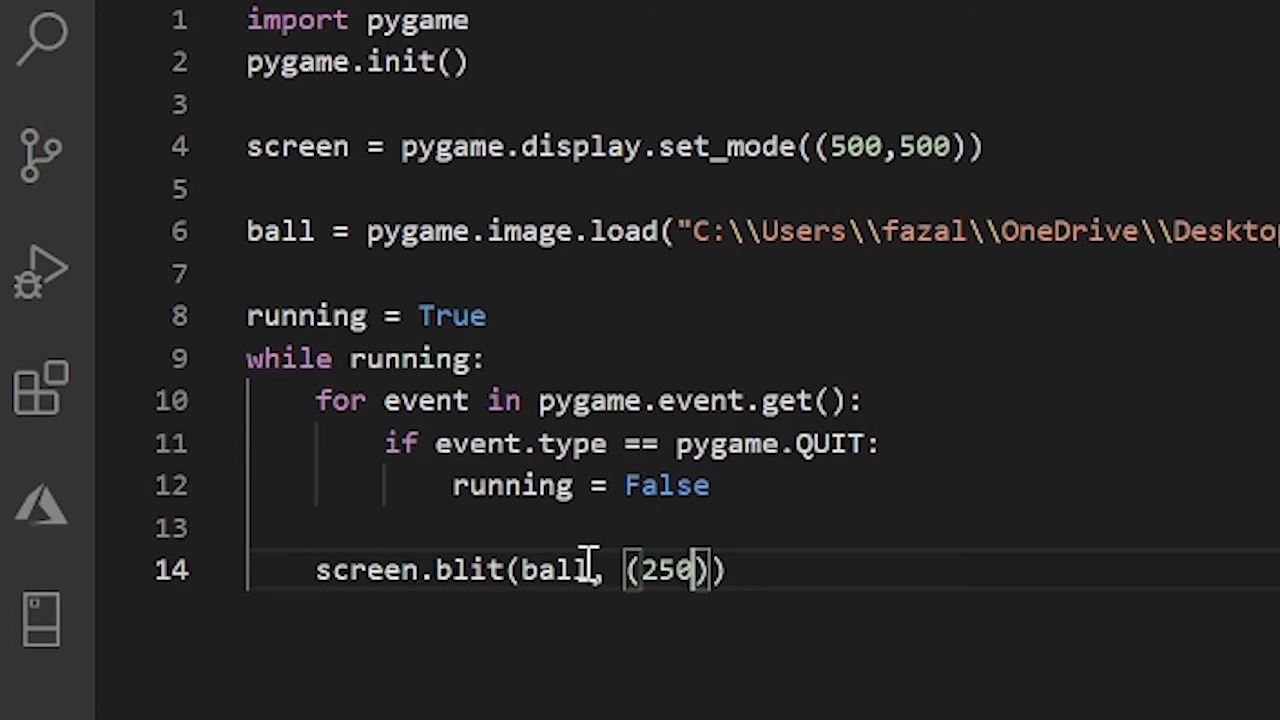 1 import pygame
2 pygame.init()
3
4 screen = pygame.display.set_mode((500,500))
5
6 ball = pygame.image.load("C:\\Users\\fazal\\OneDrive\\Deskto
7
8 running = True
9 while running:
10 for event in pygame.event.get():
11 if event.type == pygame.QUIT:
12 running = False
13
14 screen.blit(ball, (250))